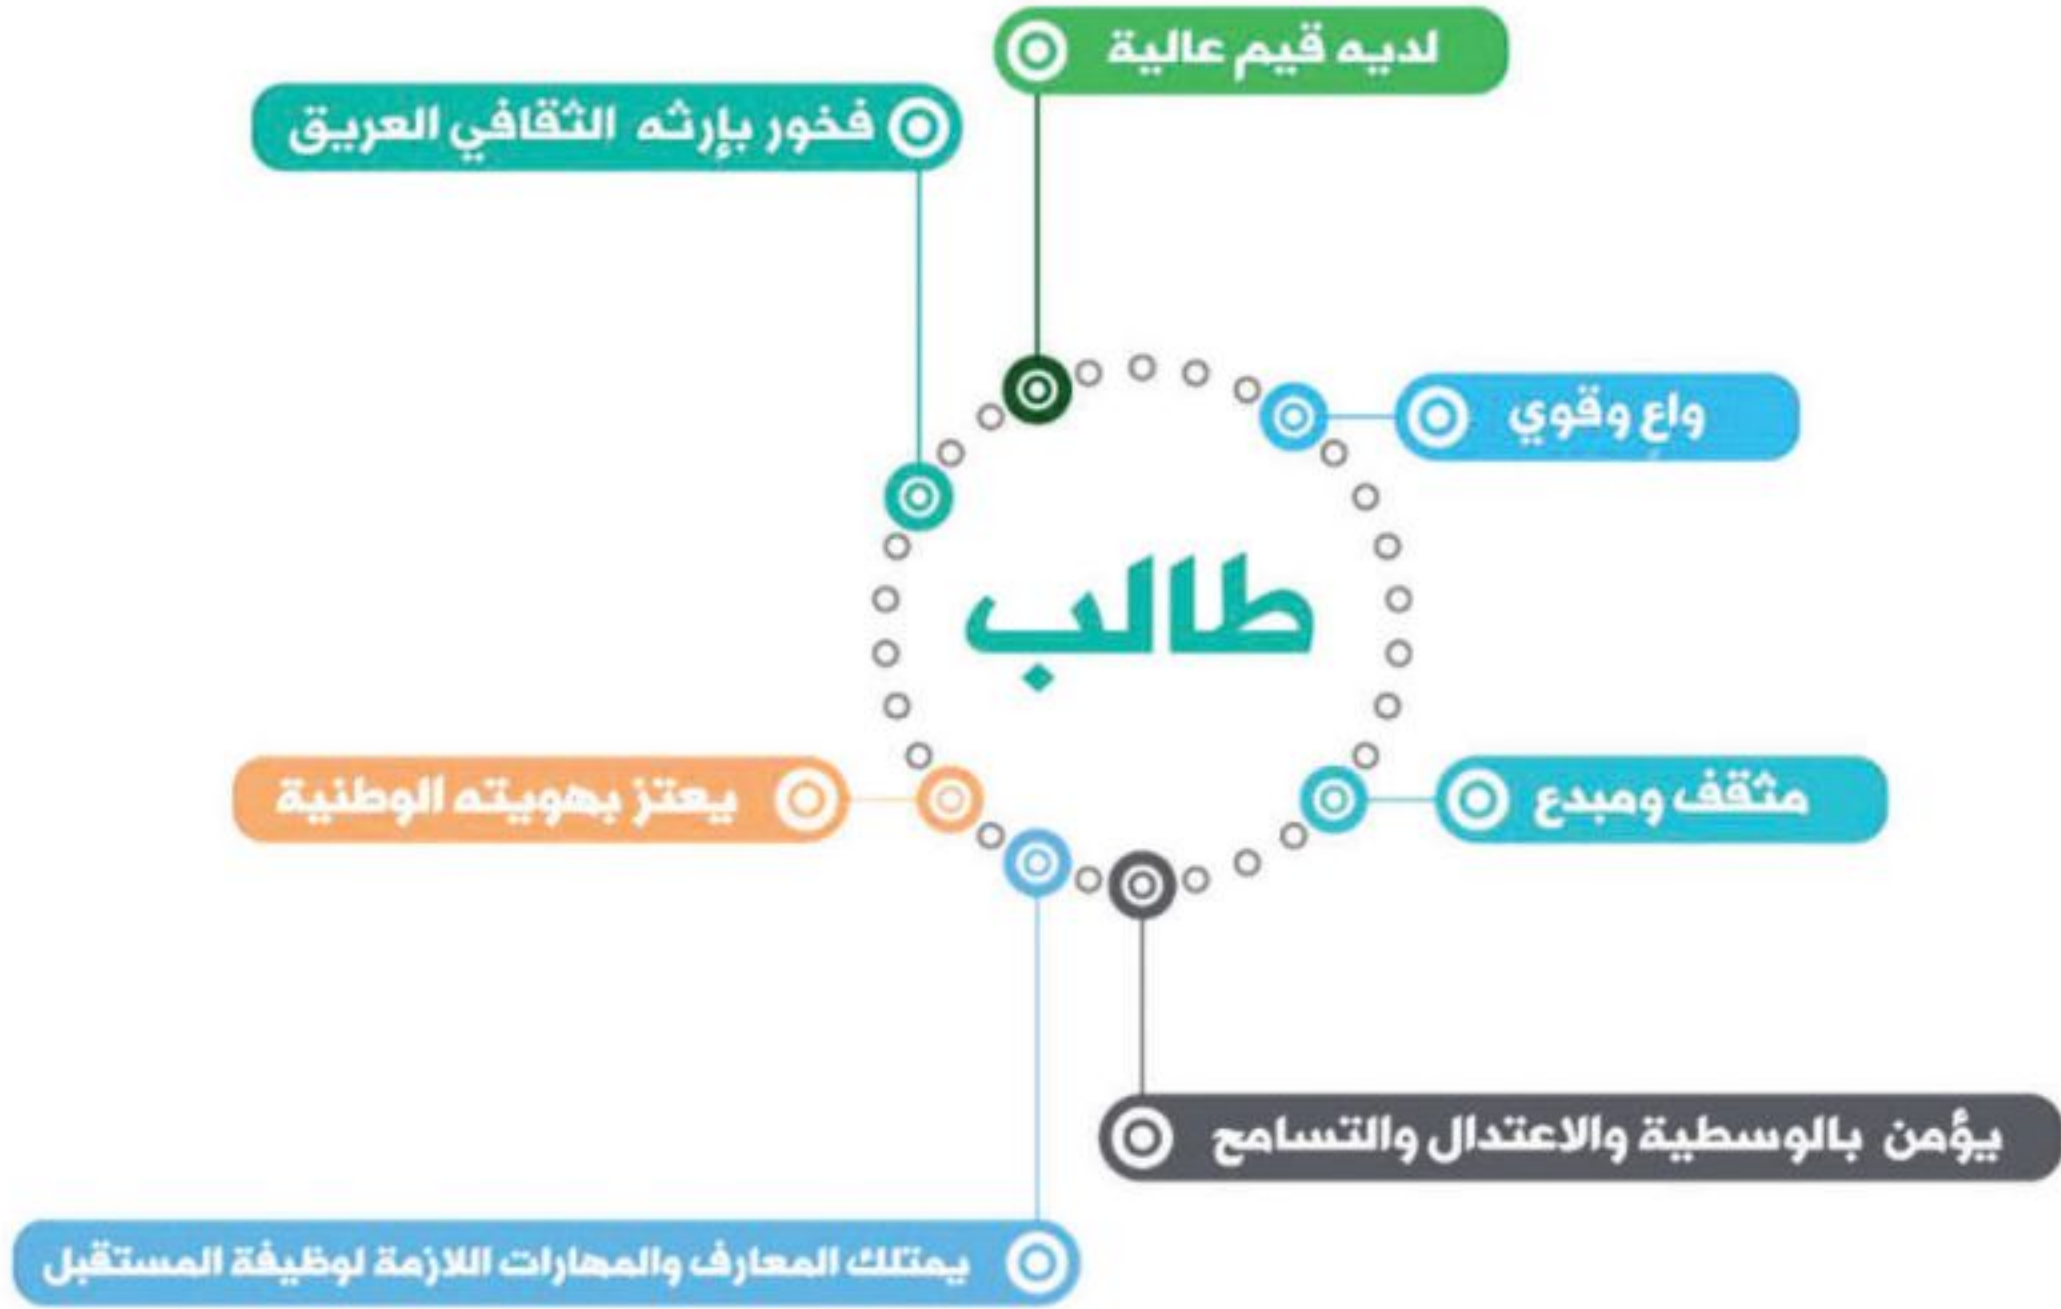 لديه قيم عالية
فخور بإرثه الثقافي العريق
واعٍ وقوي
طالب
يعتز بهويته الوطنية
مثقف ومبدع
يؤمن بالوسطية والاعتدال والتسامح
يمتلك المعارف والمهارات اللازمة لوظيفة المستقبل